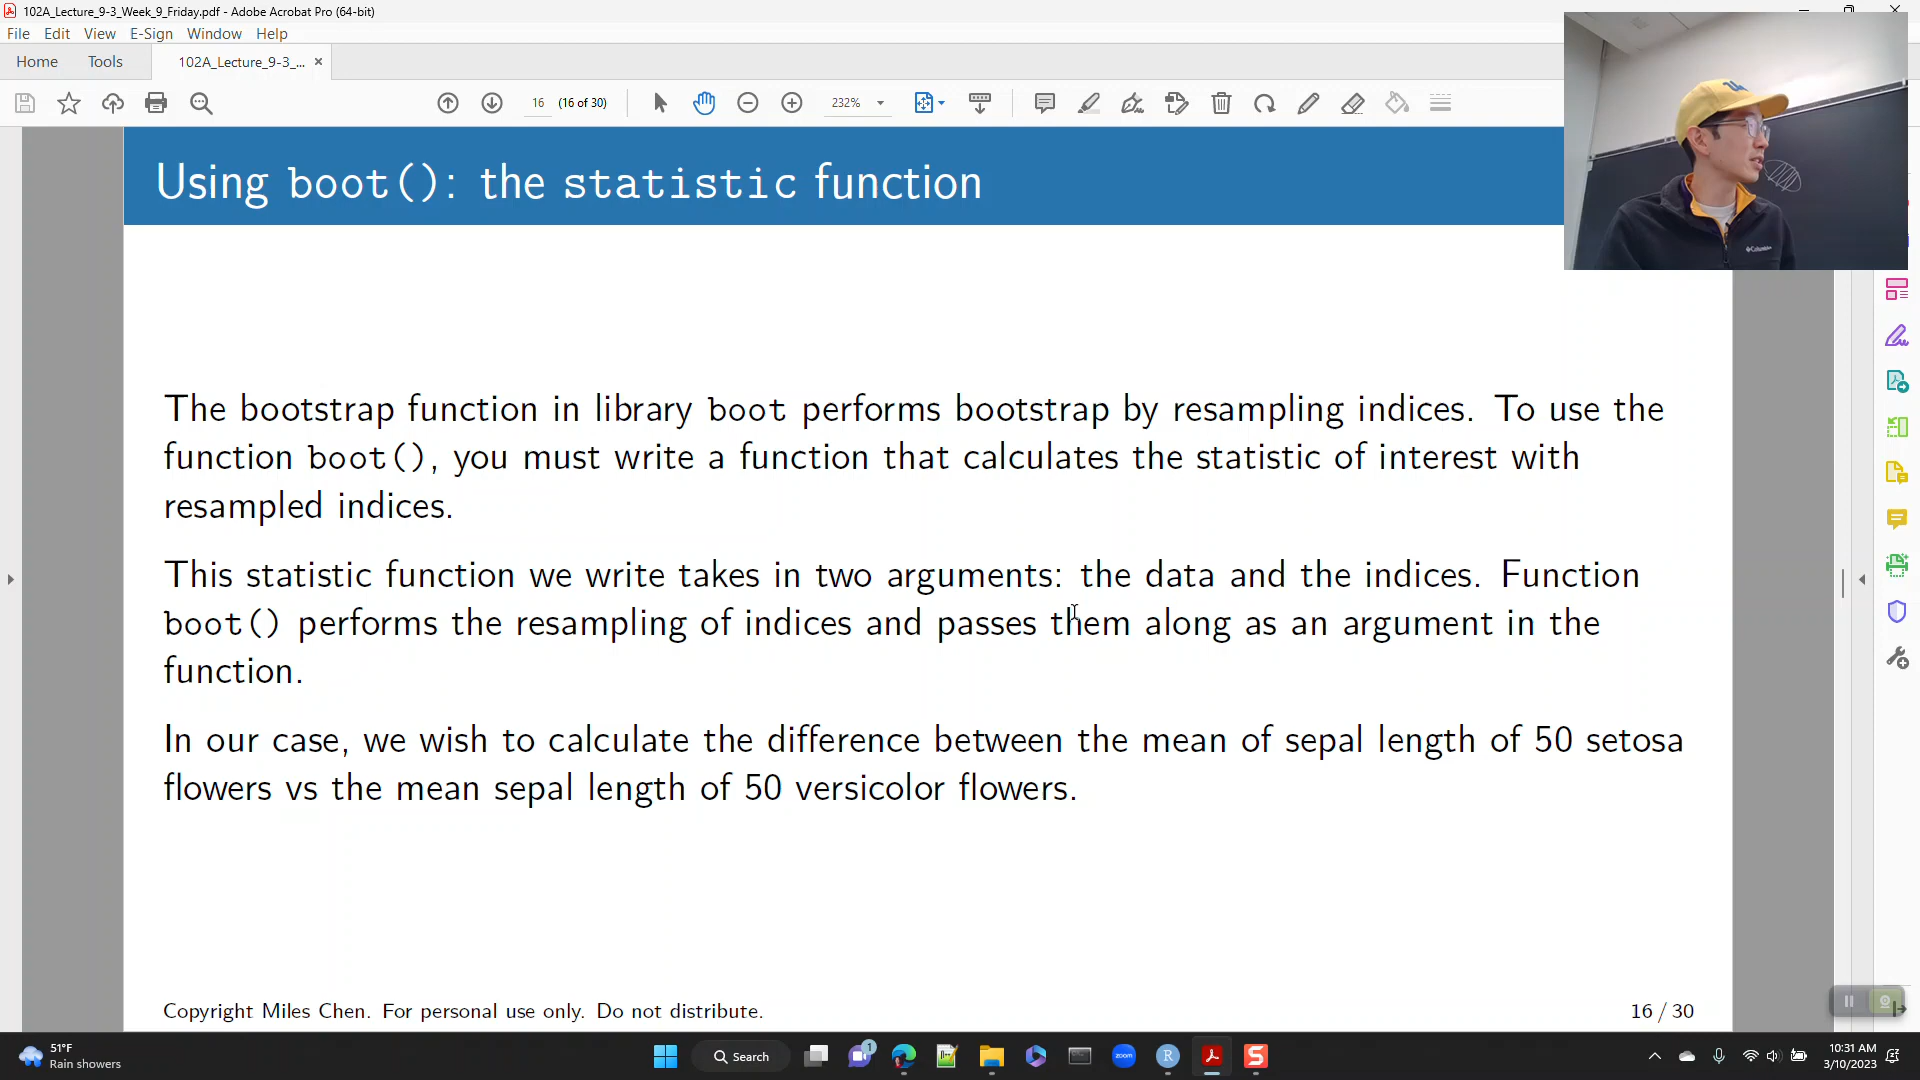 102A_Lecture_9-3_Week_9_Friday.pdf - Adobe Acrobat Pro (64-bit)
File Edit View E-Sign Window Help
Home Tools 102A_Lecture_9-3_... ×
16 (16 of 30) 232%
Using boot(): the statistic function
The bootstrap function in library boot performs bootstrap by resampling indices. To use the
function boot(), you must write a function that calculates the statistic of interest with
resampled indices.
This statistic function we write takes in two arguments: the data and the indices. Function
boot() performs the resampling of indices and passes them along as an argument in the
function.
In our case, we wish to calculate the difference between the mean of sepal length of 50 setosa
flowers vs the mean sepal length of 50 versicolor flowers.
Copyright Miles Chen. For personal use only. Do not distribute.
16 / 30
Columbia
51°F
Rain showers
Search
1
zoom
R
S
10:31 AM
3/10/2023